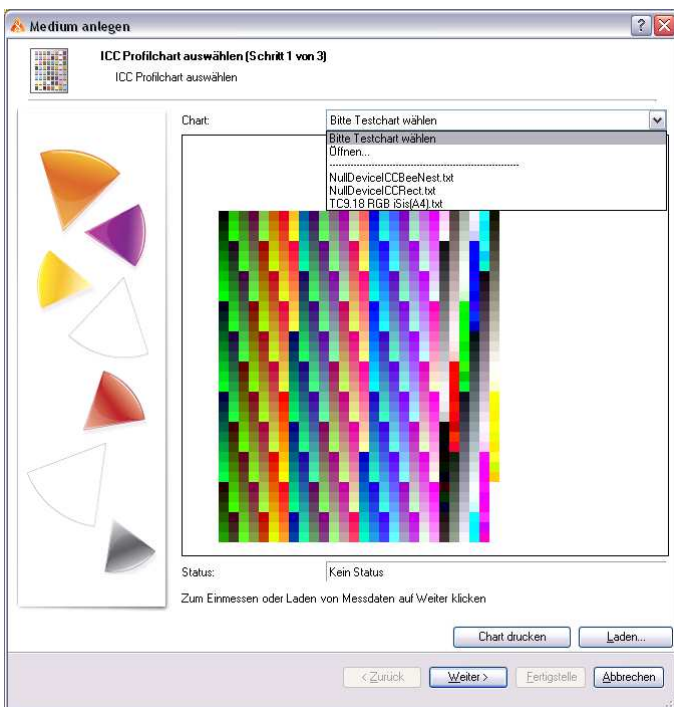 Medium anlegen
ICC Profilchart auswählen (Schritt 1 von 3)
ICC Profilchart auswählen
Chart:
Bitte Testchart wählen
Bitte Testchart wählen
Öffnen...
NullDeviceICCBeeNest.txt
NullDeviceICCRect.txt
TC9.18 RGB iSis(A4).txt
Status:
Kein Status
Zum Einmessen oder Laden von Messdaten auf Weiter klicken
Chart drucken
Laden...
< Zurück
Weiter >
Fertigstelle
Abbrechen